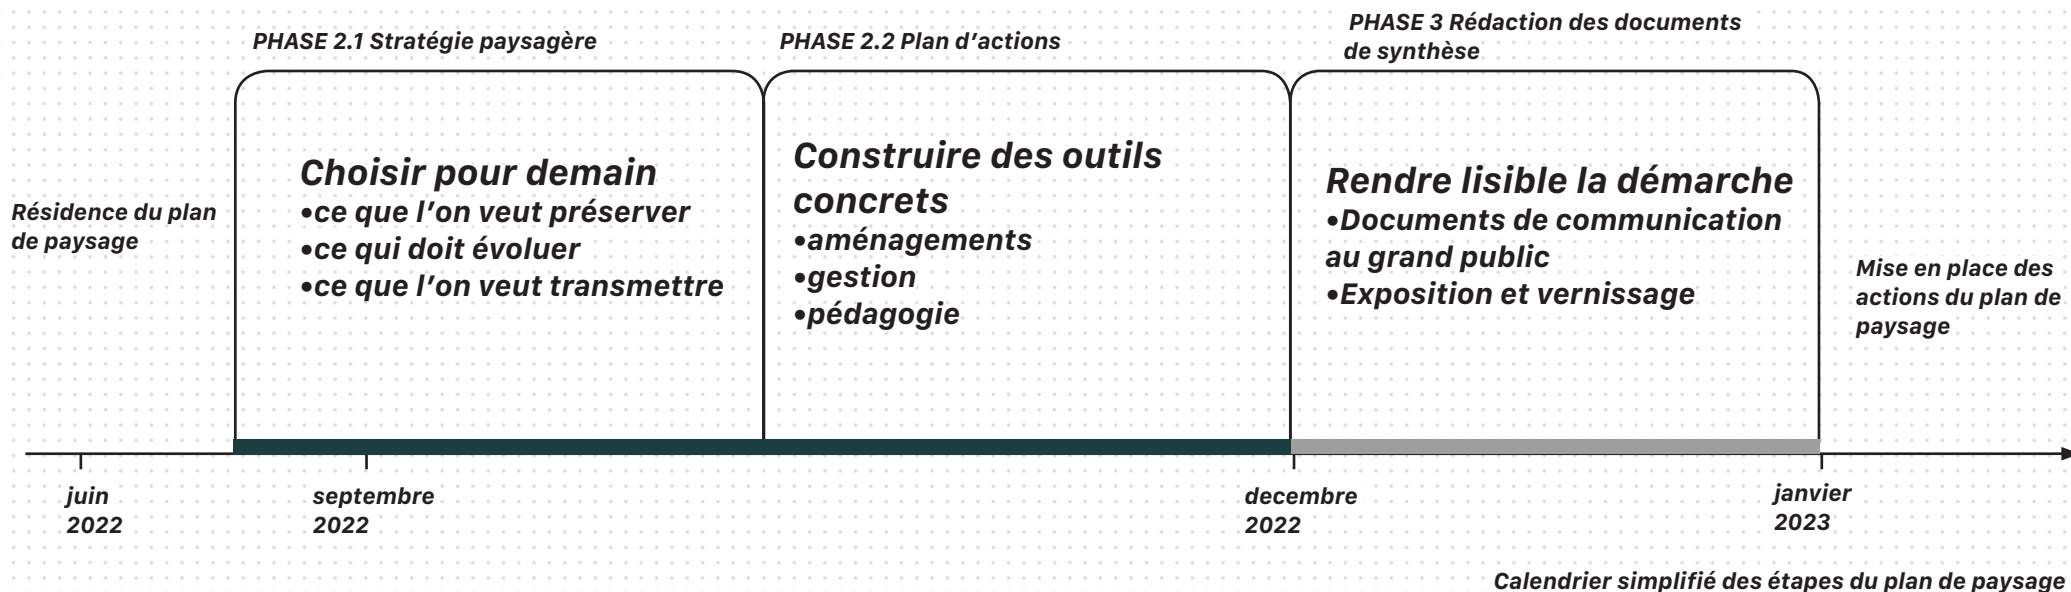 PHASE 2.1 Stratégie paysagère
PHASE 2.2 Plan d’actions
PHASE 3 Rédaction des documents
de synthèse
Résidence du plan
de paysage
Choisir pour demain
•ce que l’on veut préserver
•ce qui doit évoluer
•ce que l’on veut transmettre
Construire des outils
concrets
•aménagements
•gestion
•pédagogie
Rendre lisible la démarche
•Documents de communication
au grand public
•Exposition et vernissage
Mise en place des
actions du plan de
paysage
juin
2022
septembre
2022
decembre
2022
janvier
2023
Calendrier simplifié des étapes du plan de paysage